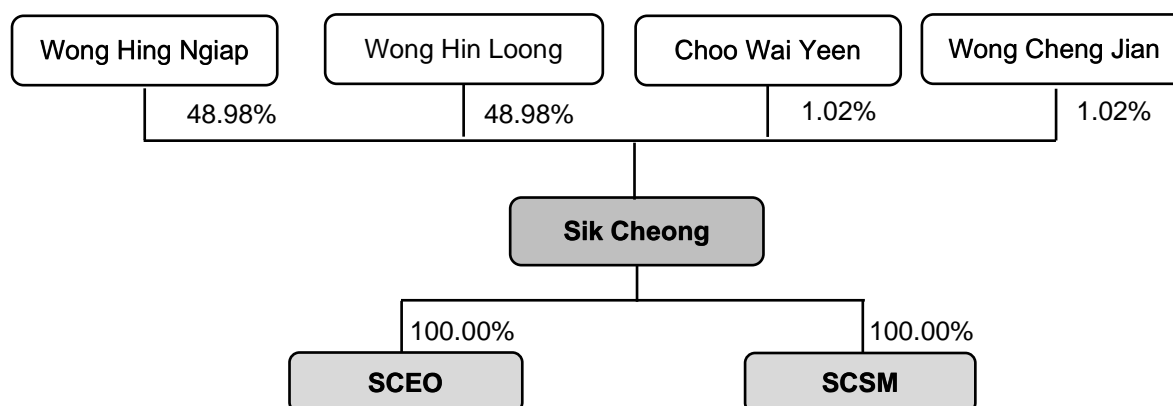 Wong Hing Ngiap
Wong Hin Loong
Choo Wai Yeen
Wong Cheng Jian
48.98%
48.98%
1.02%
1.02%
Sik Cheong
100.00%
100.00%
SCEO
SCSM